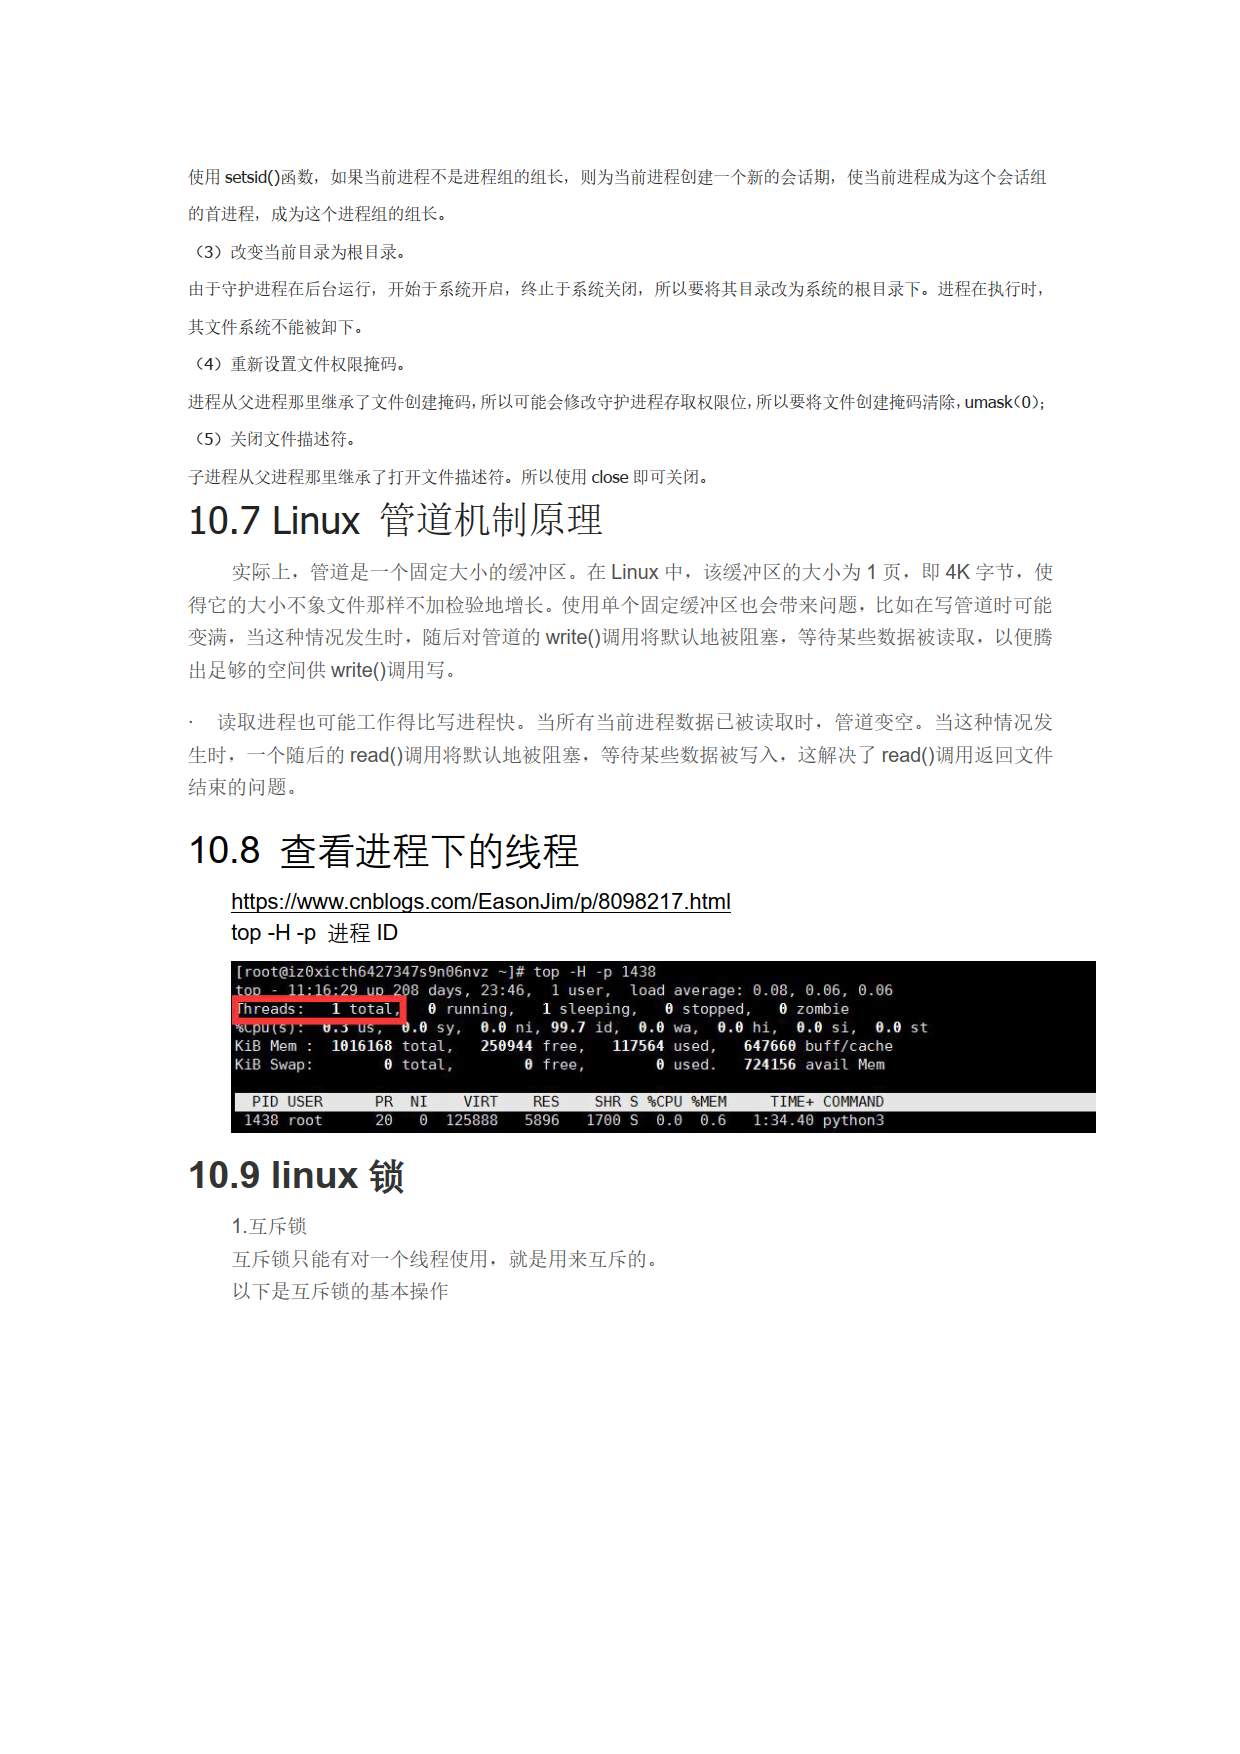 使用 setsid()函数，如果当前进程不是进程组的组长，则为当前进程创建一个新的会话期，使当前进程成为这个会话组
的首进程，成为这个进程组的组长。
（3）改变当前目录为根目录。
由于守护进程在后台运行，开始于系统开启，终止于系统关闭，所以要将其目录改为系统的根目录下。进程在执行时，
其文件系统不能被卸下。
（4）重新设置文件权限掩码。
进程从父进程那里继承了文件创建掩码，所以可能会修改守护进程存取权限位，所以要将文件创建掩码清除，umask（0）；
（5）关闭文件描述符。
子进程从父进程那里继承了打开文件描述符。所以使用 close 即可关闭。
10.7 Linux 管道机制原理
实际上，管道是一个固定大小的缓冲区。在 Linux 中，该缓冲区的大小为 1 页，即 4K 字节，使
得它的大小不象文件那样不加检验地增长。使用单个固定缓冲区也会带来问题，比如在写管道时可能
变满，当这种情况发生时，随后对管道的 write()调用将默认地被阻塞，等待某些数据被读取，以便腾
出足够的空间供 write()调用写。
· 读取进程也可能工作得比写进程快。当所有当前进程数据已被读取时，管道变空。当这种情况发
生时，一个随后的 read()调用将默认地被阻塞，等待某些数据被写入，这解决了 read()调用返回文件
结束的问题。
10.8 查看进程下的线程
https://www.cnblogs.com/EasonJim/p/8098217.html
top -H -p 进程 ID
[root@iz0xicth6427347s9n06nvz ~]# top -H -p 1438
top - 11:16:29 up 208 days, 23:46,  1 user,  load average: 0.08, 0.06, 0.06
Threads:   1 total,   0 running,   1 sleeping,   0 stopped,   0 zombie
%Cpu(s):  0.3 us,  0.0 sy,  0.0 ni, 99.7 id,  0.0 wa,  0.0 hi,  0.0 si,  0.0 st
KiB Mem :  1016168 total,   250944 free,   117564 used,   647660 buff/cache
KiB Swap:        0 total,        0 free,        0 used.   724156 avail Mem
PID USER      PR  NI    VIRT    RES    SHR S %CPU %MEM     TIME+ COMMAND
1438 root      20   0  125888   5896   1700 S  0.0  0.6   1:34.40 python3
10.9 linux 锁
1.互斥锁
互斥锁只能有对一个线程使用，就是用来互斥的。
以下是互斥锁的基本操作